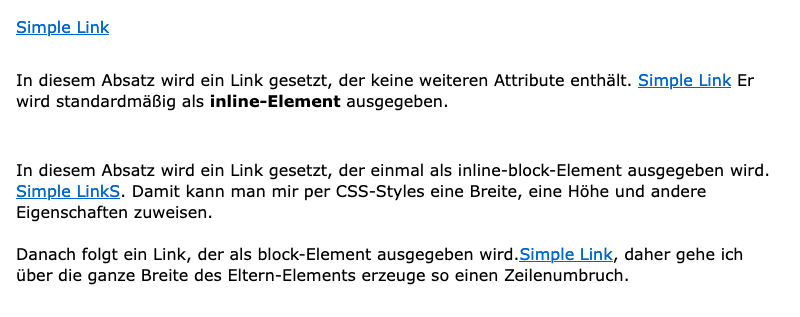 Simple Link
In diesem Absatz wird ein Link gesetzt, der keine weiteren Attribute enthält. Simple Link Er
wird standardmäßig als inline-Element ausgegeben.
In diesem Absatz wird ein Link gesetzt, der einmal als inline-block-Element ausgegeben wird.
Simple LinkS. Damit kann man mir per CSS-Styles eine Breite, eine Höhe und andere
Eigenschaften zuweisen.
Danach folgt ein Link, der als block-Element ausgegeben wird.Simple Link, daher gehe ich
über die ganze Breite des Eltern-Elements erzeuge so einen Zeilenumbruch.